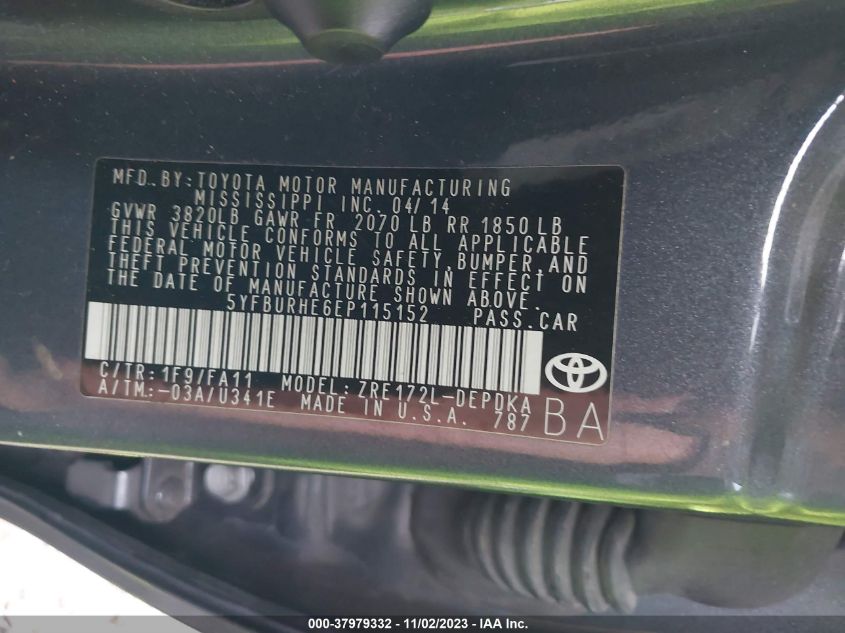 MFD. BY: TOYOTA MOTOR MANUFACTURING
MISSISSIPPI INC. 04/14
GVWR 3820LB GAWR FR 2070 LB RR 1850 LB
THIS VEHICLE CONFORMS TO ALL APPLICABLE
FEDERAL MOTOR VEHICLE SAFETY, BUMPER, AND
THEFT PREVENTION STANDARDS IN EFFECT ON
THE DATE OF MANUFACTURE SHOWN ABOVE.
5YFBURHE6EP115152 PASS.CAR
C/TR: 1F9/FA11 MODEL: ZRE172L-DEPDKA
A/TM: -03A/U341E MADE IN U.S.A. 787
BA
000-37979332 - 11/02/2023 - IAA Inc.